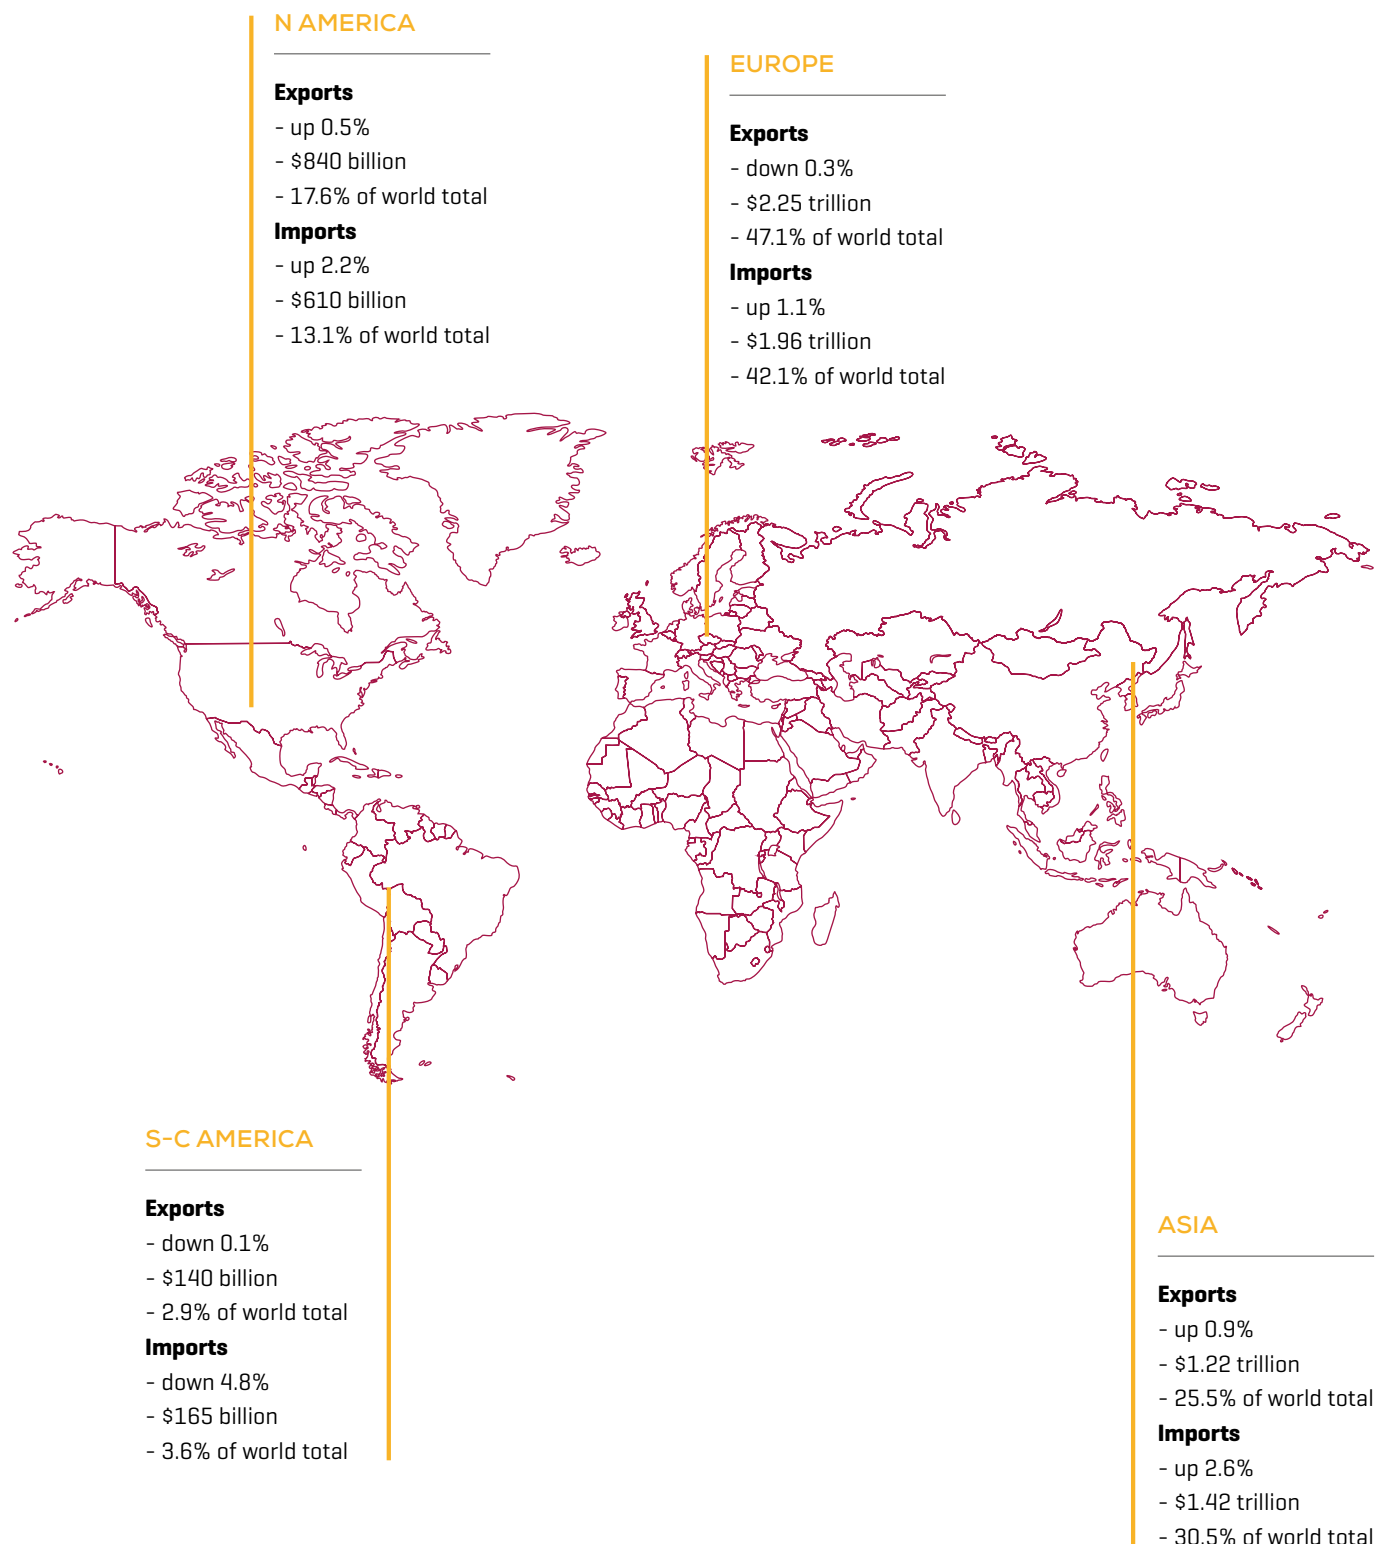 N AMERICA
Exports
- up 0.5%
- $840 billion
- 17.6% of world total
Imports
- up 2.2%
- $610 billion
- 13.1% of world total
EUROPE
Exports
- down 0.3%
- $2.25 trillion
- 47.1% of world total
Imports
- up 1.1%
- $1.96 trillion
- 42.1% of world total
S-C AMERICA
Exports
- down 0.1%
- $140 billion
- 2.9% of world total
Imports
- down 4.8%
- $165 billion
- 3.6% of world total
ASIA
Exports
- up 0.9%
- $1.22 trillion
- 25.5% of world total
Imports
- up 2.6%
- $1.42 trillion
- 30.5% of world total